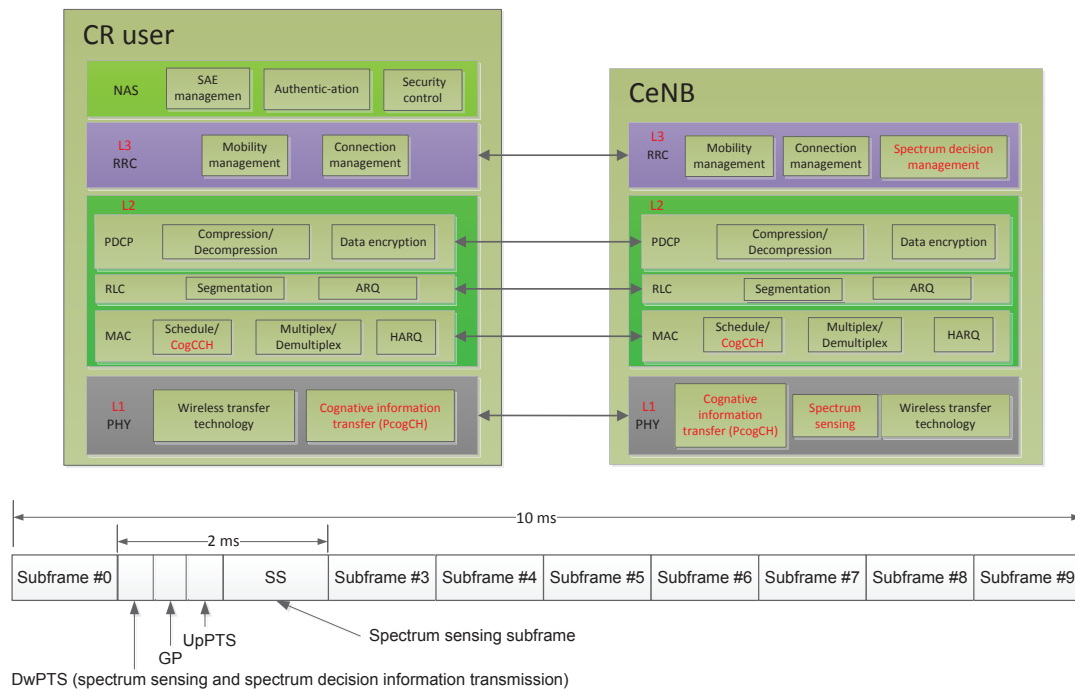 CR user
NAS
SAE
managemen
Authentic-ation
Security
control
L3
RRC
Mobility
management
Connection
management
L2
PDCP
Compression/
Decompression
Data encryption
RLC
Segmentation
ARQ
MAC
Schedule/
CogCCH
Multiplex/
Demultiplex
HARQ
L1
PHY
Wireless transfer
technology
Cognative information
transfer (PcogCH)
CeNB
L3
RRC
Mobility
management
Connection
management
Spectrum decision
management
L2
PDCP
Compression/
Decompression
Data encryption
RLC
Segmentation
ARQ
MAC
Schedule/
CogCCH
Multiplex/
Demultiplex
HARQ
L1
PHY
Cognative
information
transfer (PcogCH)
Spectrum
sensing
Wireless transfer
technology
10 ms
2 ms
Subframe #0
SS
Subframe #3
Subframe #4
Subframe #5
Subframe #6
Subframe #7
Subframe #8
Subframe #9
UpPTS
Spectrum sensing subframe
GP
DwPTS (spectrum sensing and spectrum decision information transmission)